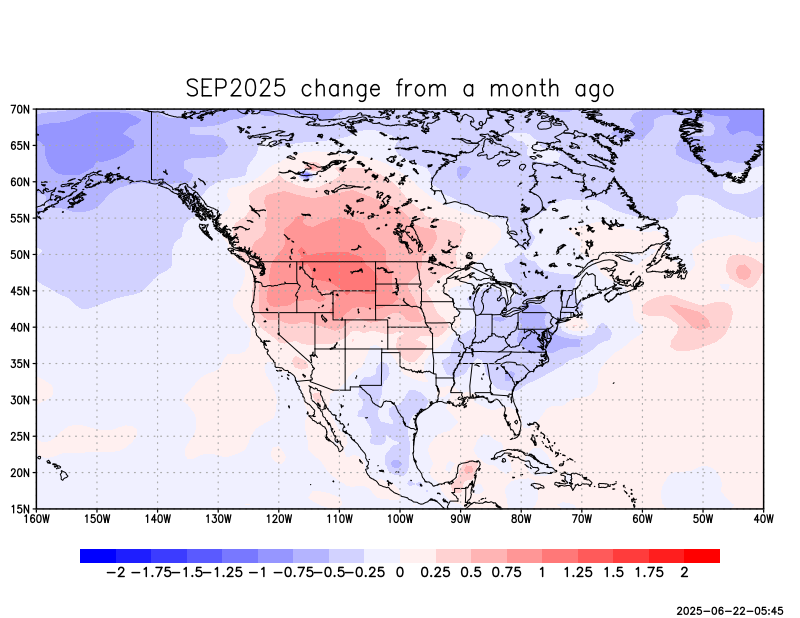 SEP2025 change from a month ago
70N
65N
60N
55N
50N
45N
40N
35N
30N
25N
20N
15N
160W 150W 140W 130W 120W 110W 100W 90W 80W 70W 60W 50W 40W
−2 −1.75 −1.5 −1.25 −1 −0.75 −0.5 −0.25 0 0.25 0.5 0.75 1 1.25 1.5 1.75 2
2025-06-22-05:45